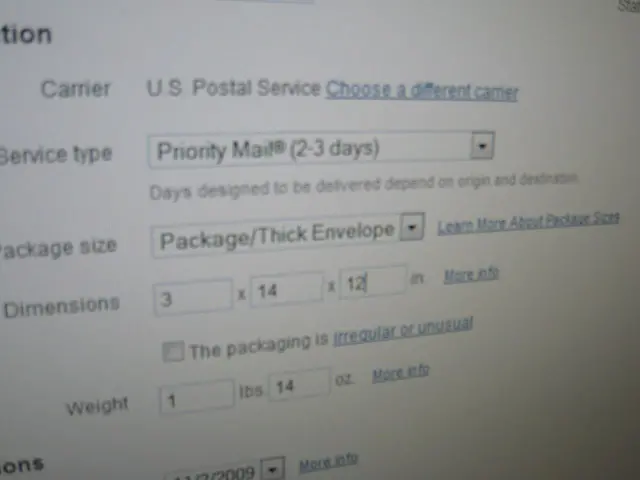 tion
Carrier U.S. Postal Service Choose a different carrier
Service type Priority Mail® (2-3 days)
Days designed to be delivered depend on origin and destination.
Package size Package/Thick Envelope Learn More About Package Sizes
Dimensions 3 x 14 x 12 in. More info
The packaging is irregular or unusual
Weight 1 lbs. 14 oz. More info
ons
11/2/2009 More info